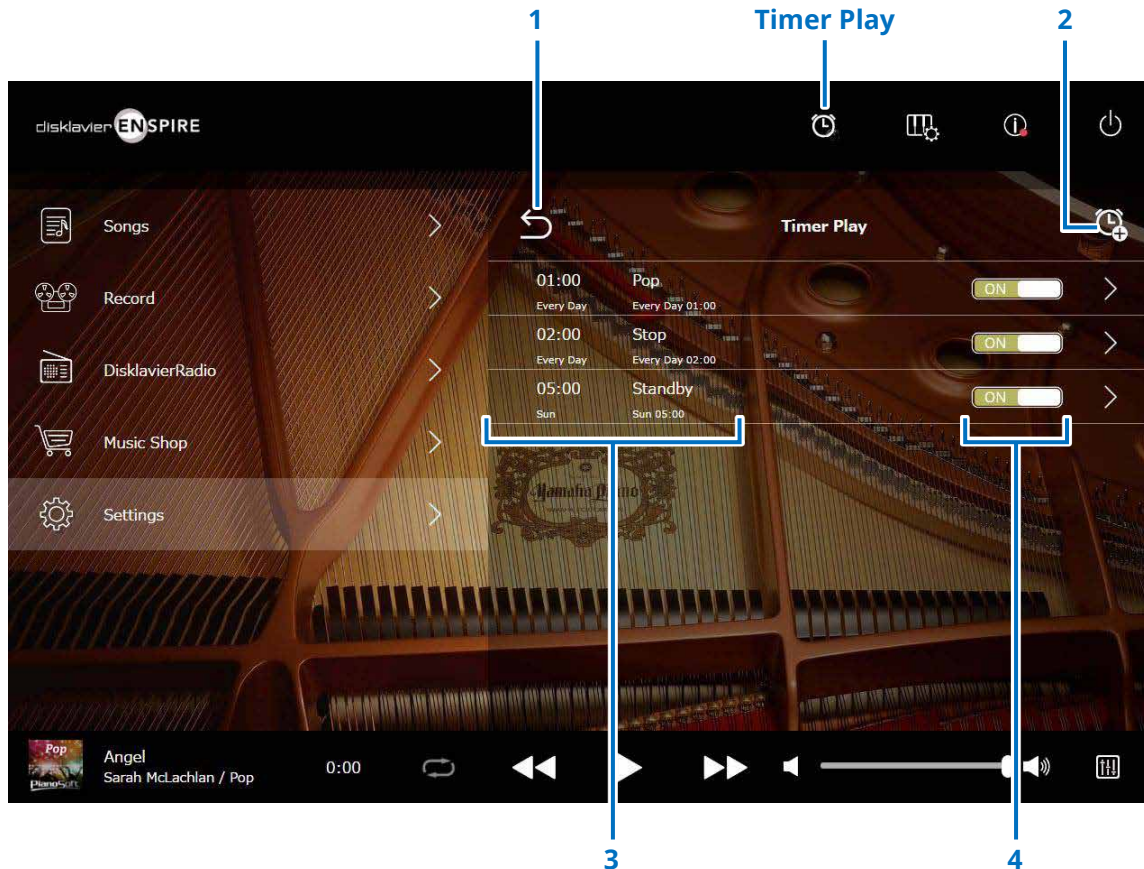 1
Timer Play
2
disklavier ENSPIRE
Songs
Timer Play
Record
01:00
Pop
ON
Every Day
Every Day 01:00
02:00
Stop
ON
Every Day
Every Day 02:00
DisklavierRadio
05:00
Standby
ON
Sun
Sun 05:00
Music Shop
Yamaha Piano
Settings
Pop
PianoSoft
Angel
Sarah McLachlan / Pop
0:00
3
4